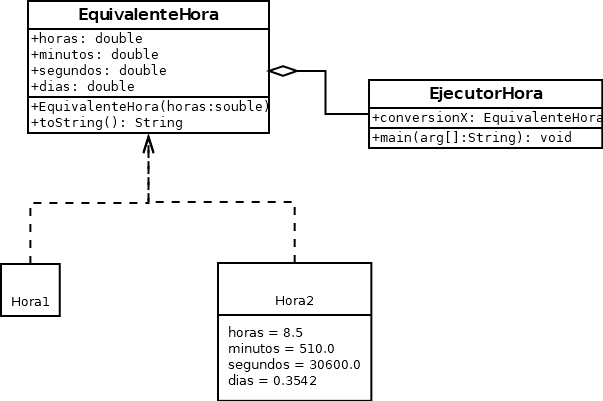 EquivalenteHora
+horas: double
+minutos: double
+segundos: double
+dias: double
+EquivalenteHora(horas:souble)
+toString(): String
EjecutorHora
+conversionX: EquivalenteHora
+main(arg[]:String): void
Hora1
Hora2
horas = 8.5
minutos = 510.0
segundos = 30600.0
dias = 0.3542